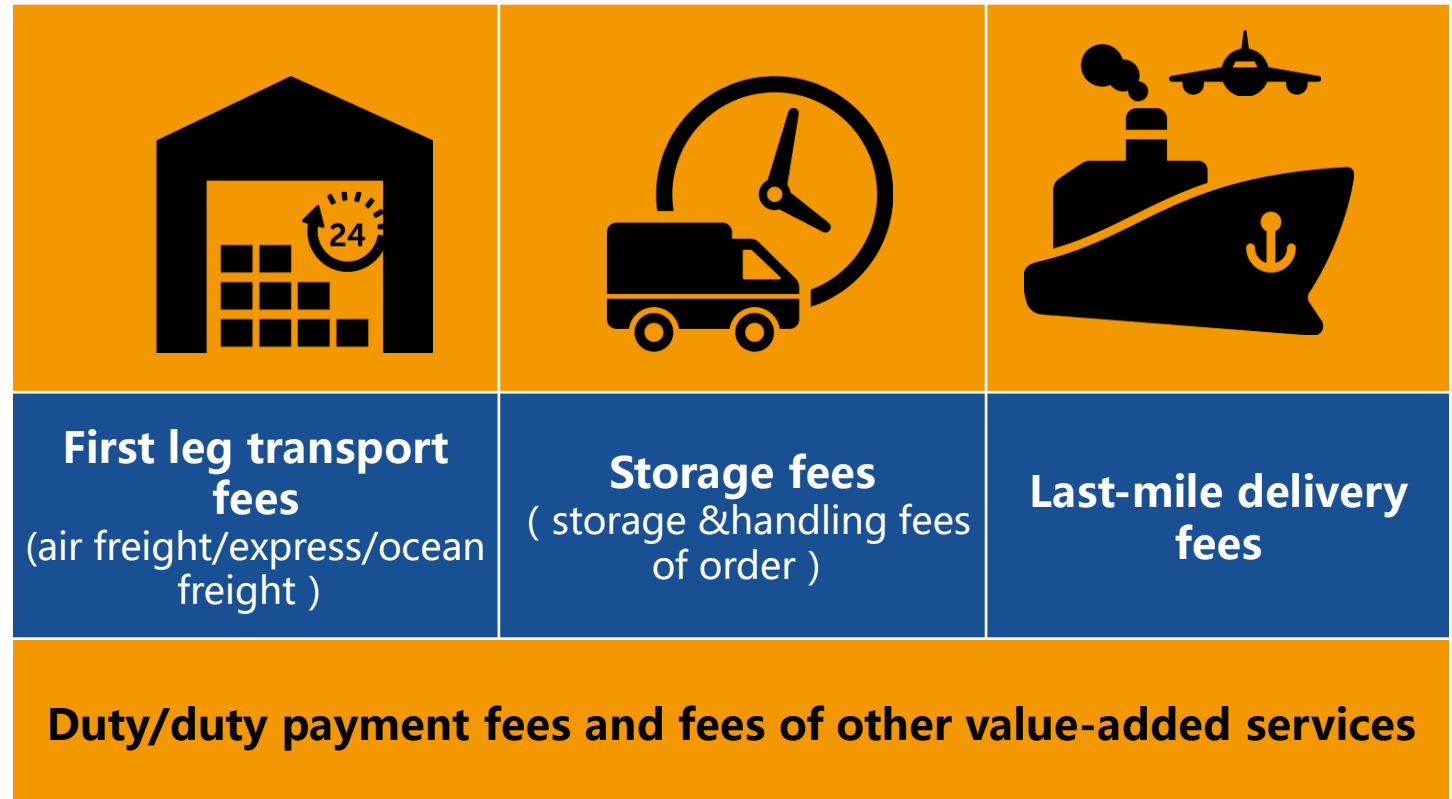 24
First leg transport
fees
(air freight/express/ocean
freight）
Storage fees
（ storage &handling fees
of order）
Last-mile delivery
fees
Duty/duty payment fees and fees of other value-added services